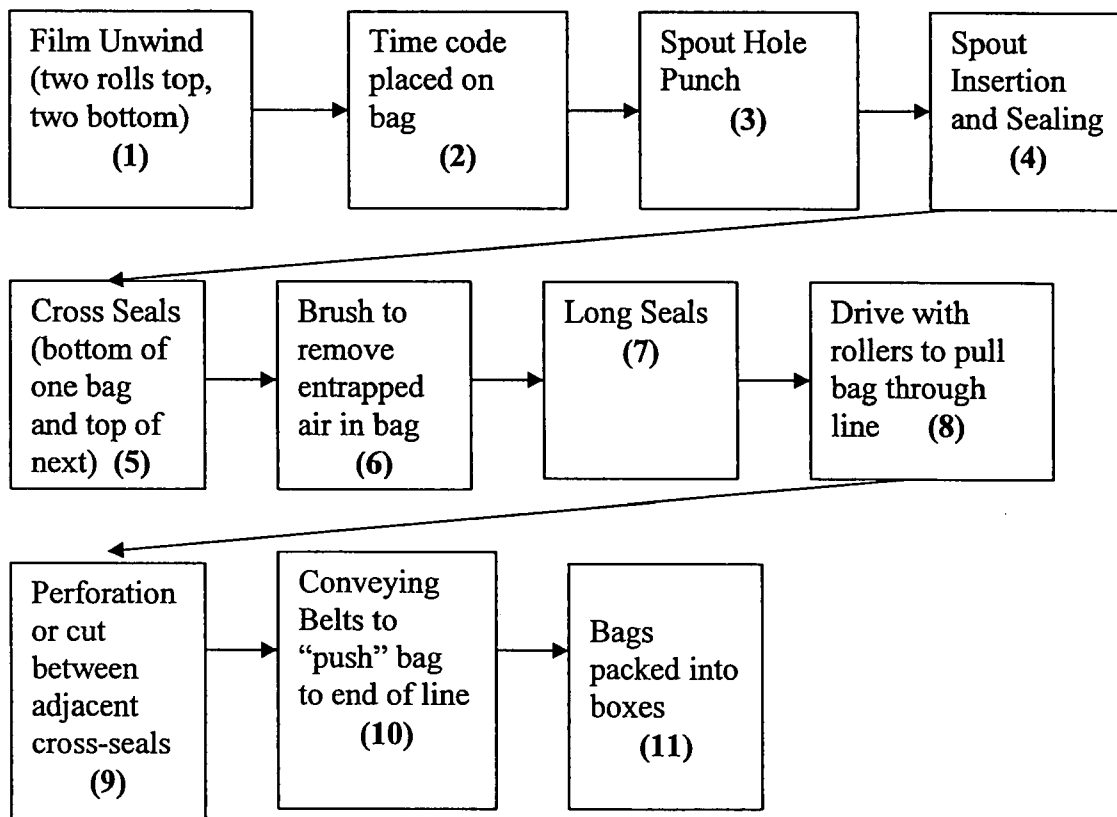 Film Unwind
(two rolls top,
two bottom)
(1)
Time code
placed on
bag
(2)
Spout Hole
Punch
(3)
Spout
Insertion
and Sealing
(4)
Cross Seals
(bottom of
one bag
and top of
next) (5)
Brush to
remove
entrapped
air in bag
(6)
Long Seals
(7)
Drive with
rollers to pull
bag through
line (8)
Perforation
or cut
between
adjacent
cross-seals
(9)
Conveying
Belts to
“push” bag
to end of line
(10)
Bags
packed into
boxes
(11)